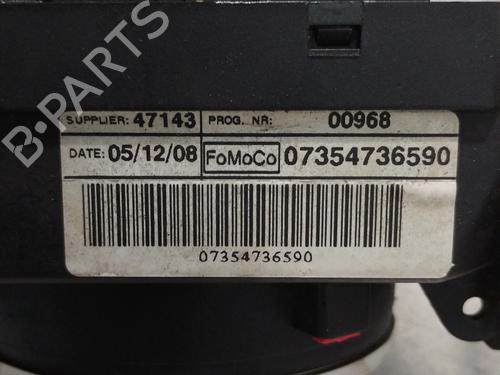 B-PARTS
SUPPLIER: 47143 PROG. NR: 00968
DATE: 05/12/08 FoMoCo 07354736590
07354736590